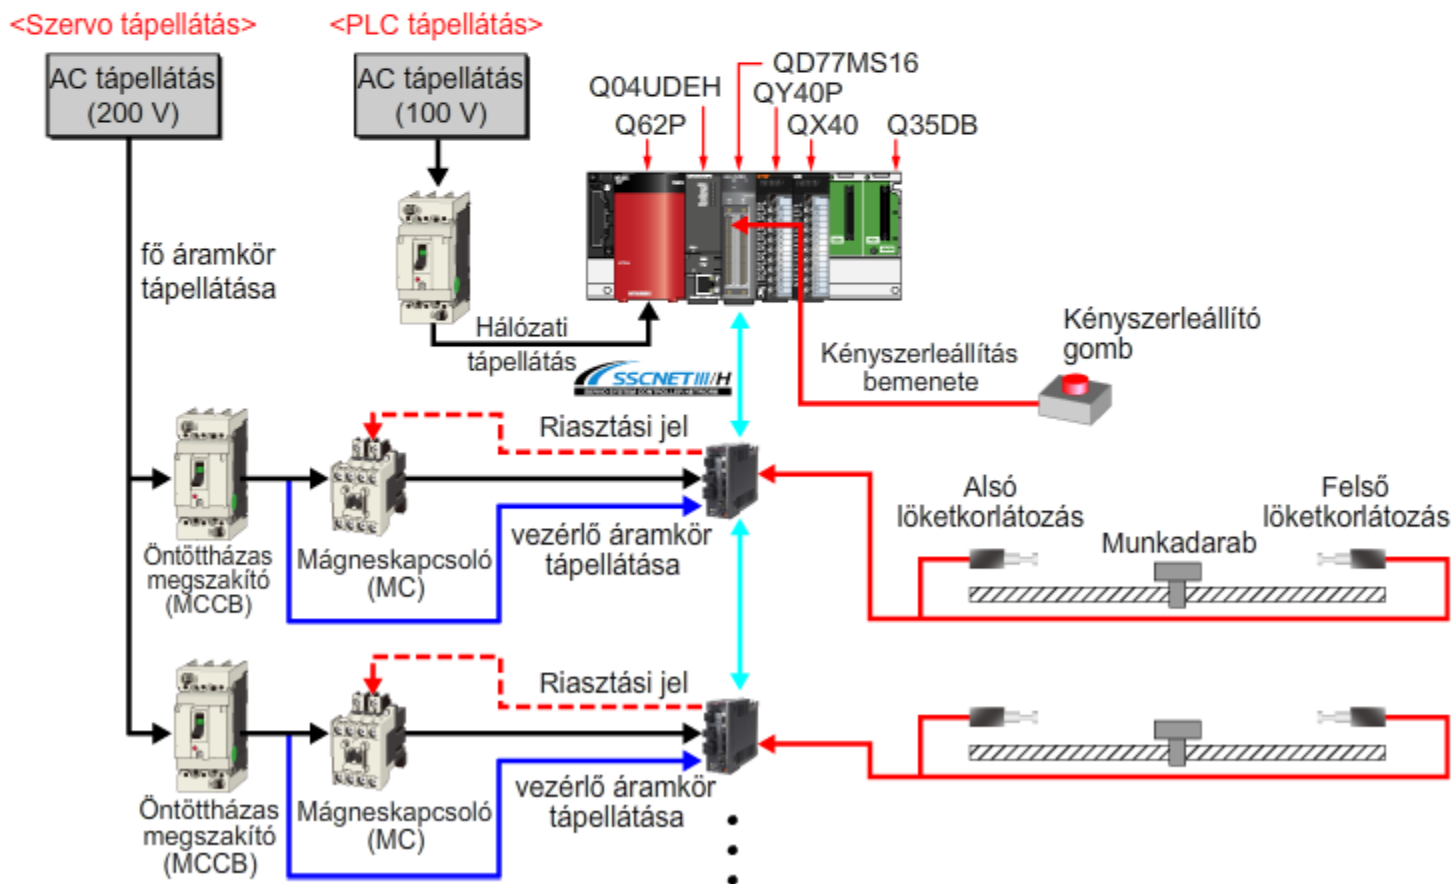 <Szervo tápellátás>
<PLC tápellátás>
AC tápellátás
(200 V)
AC tápellátás
(100 V)
QD77MS16
Q04UDEH
QY40P
Q62P
QX40
Q35DB
fő áramkör
tápellátása
Hálózati
tápellátás
SSCNET III/H
Kényszerleállítás
bemenete
Kényszerleállító
gomb
Riasztási jel
Alsó
löketkorlátozás
Felső
löketkorlátozás
Munkadarab
Öntöttházas
megszakító
(MCCB)
Mágneskapcsoló
(MC)
vezérlő áramkör
tápellátása
Riasztási jel
Öntöttházas
megszakító
(MCCB)
Mágneskapcsoló
(MC)
vezérlő áramkör
tápellátása